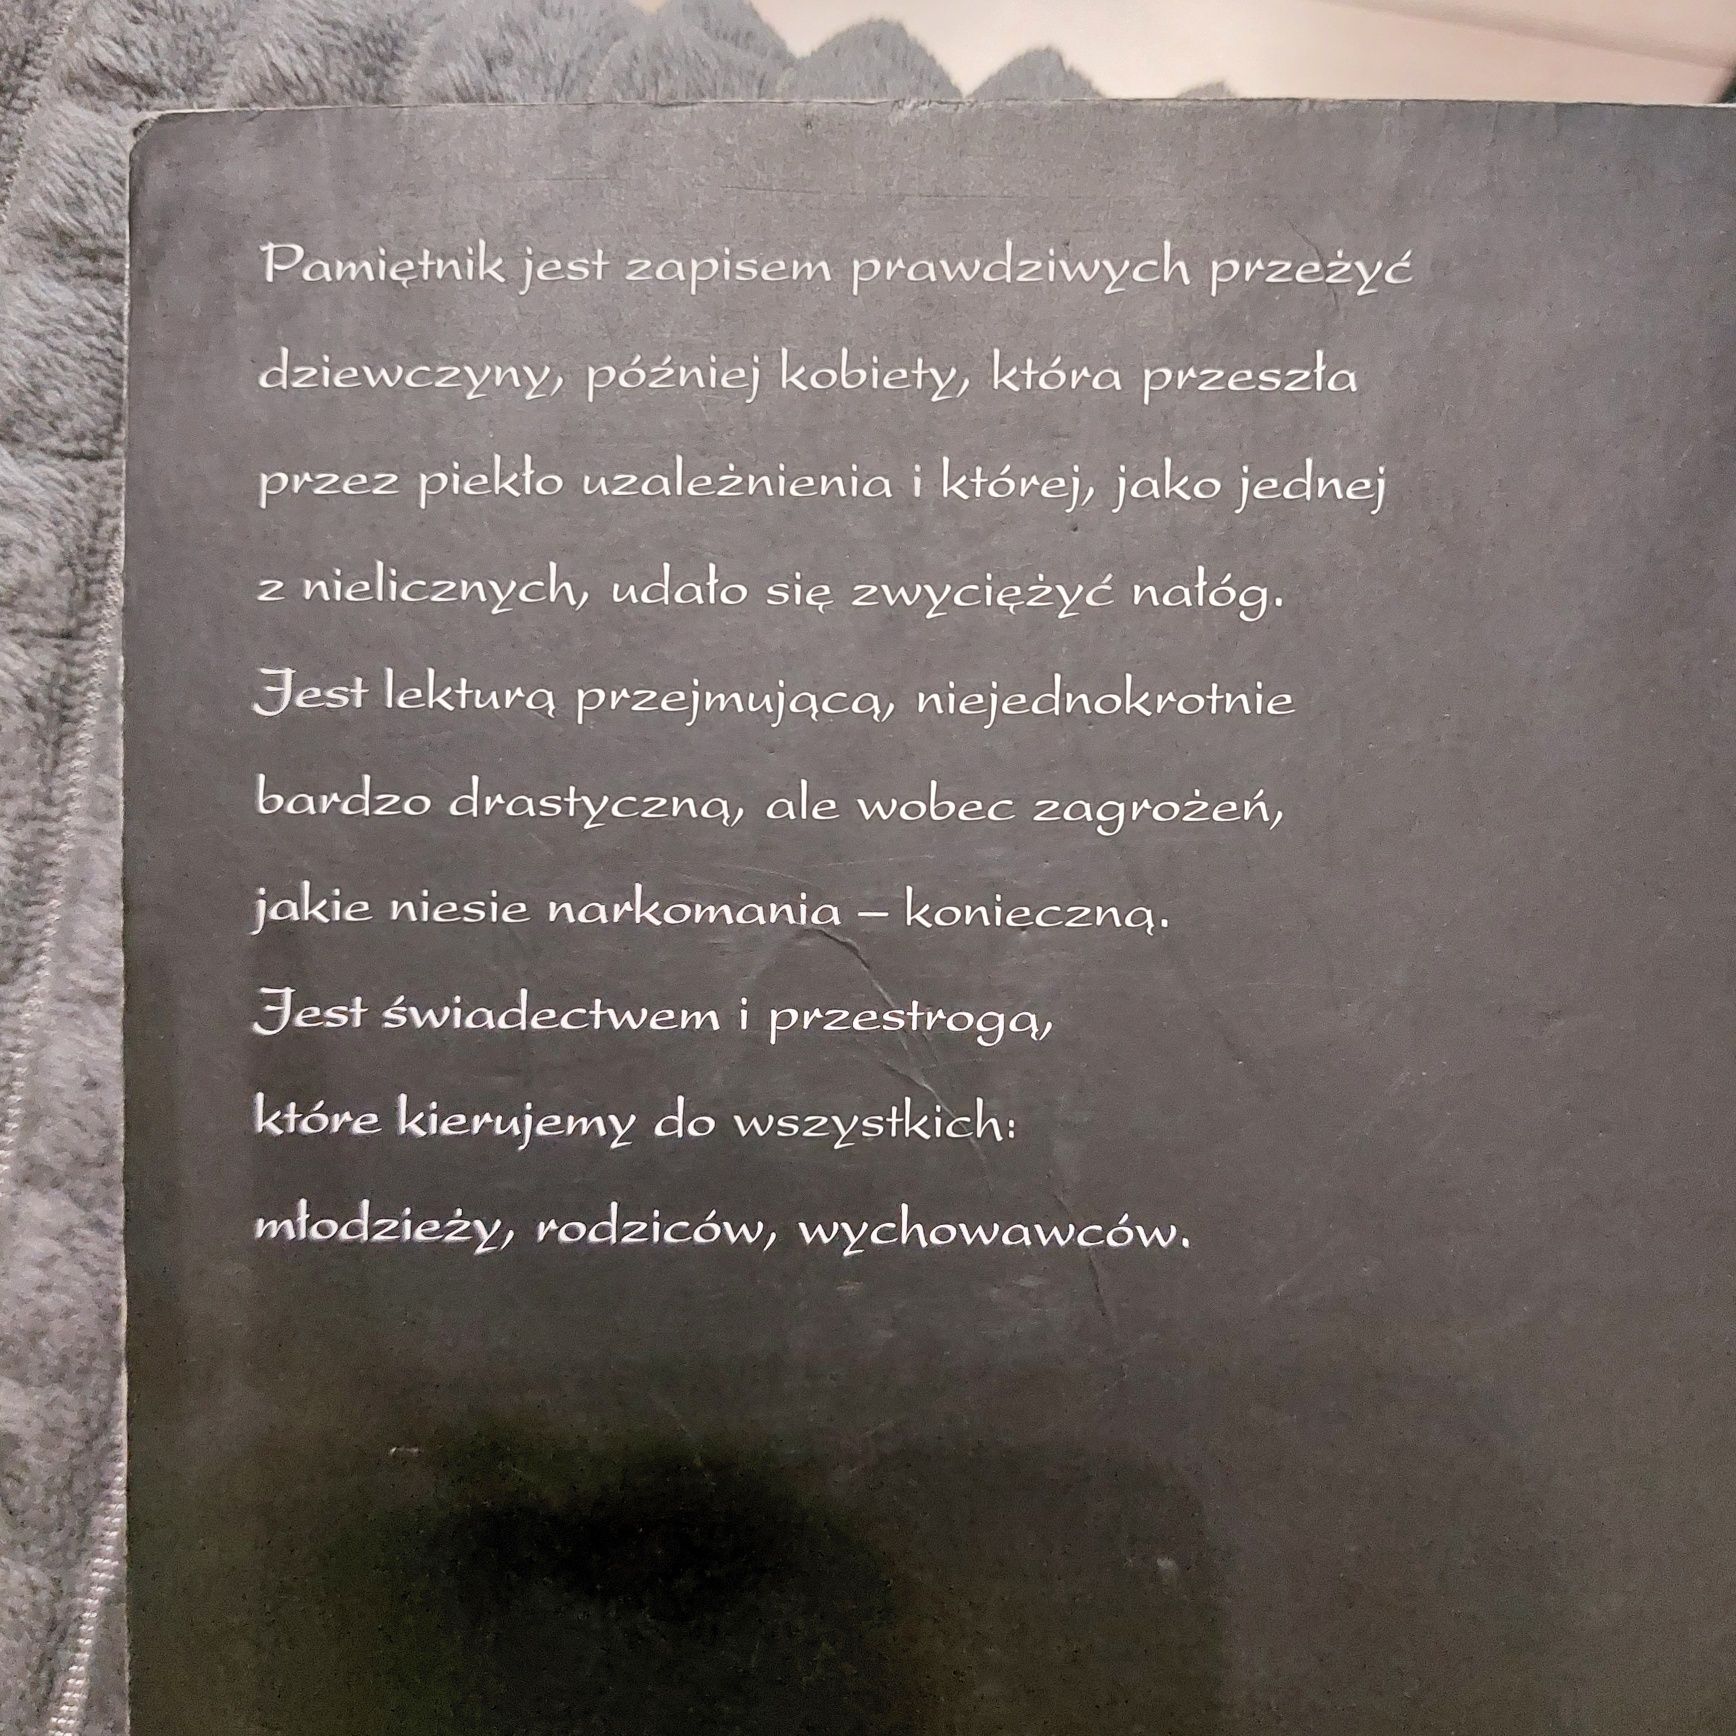 Pamiętnik jest zapisem prawdziwych przeżyć
dziewczyny, później kobiety, która przeszła
przez piekło uzależnienia i której, jako jednej
z nielicznych, udało się zwyciężyć nałóg.
Jest lekturą przejmującą, niejednokrotnie
bardzo drastyczną, ale wobec zagrożeń,
jakie niesie narkomania – konieczną.
Jest świadectwem i przestrogą,
które kierujemy do wszystkich:
młodzieży, rodziców, wychowawców.